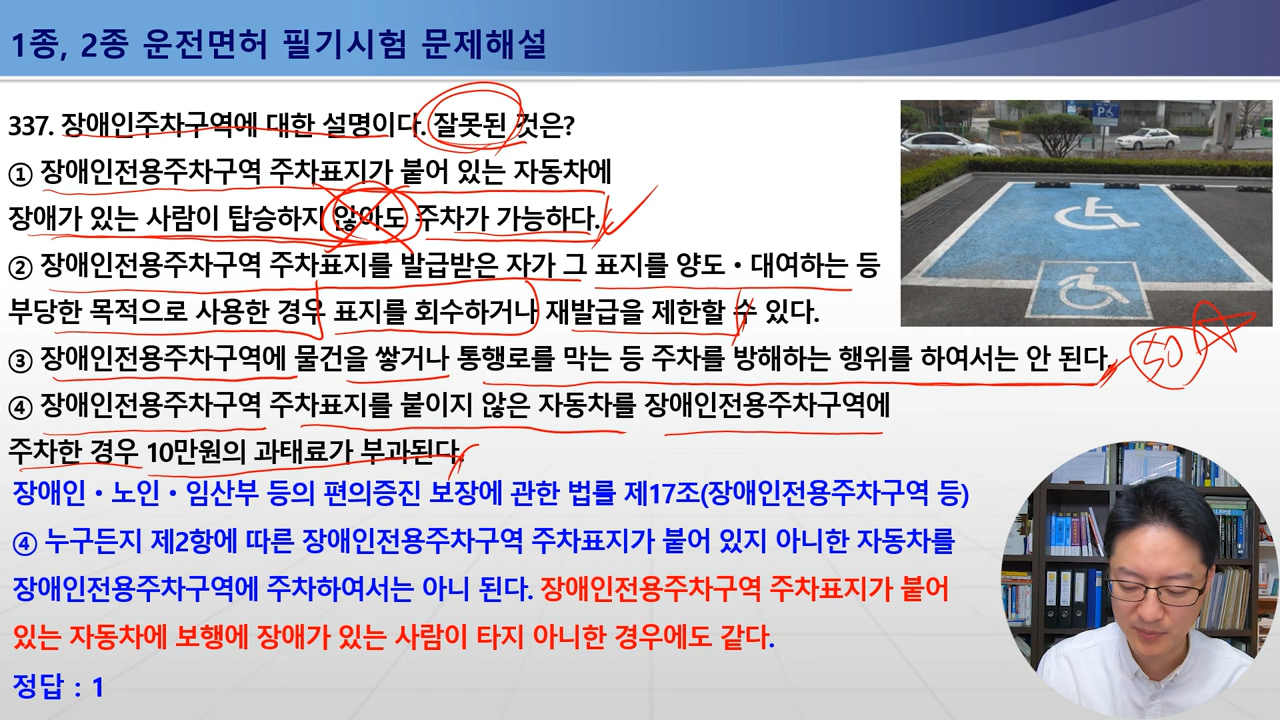 1종, 2종 운전면허 필기시험 문제해설
337. 장애인주차구역에 대한 설명이다. 잘못된 것은?
① 장애인전용주차구역 주차표지가 붙어 있는 자동차에
장애가 있는 사람이 탑승하지 않아도 주차가 가능하다.
② 장애인전용주차구역 주차표지를 발급받은 자가 그 표지를 양도・대여하는 등
부당한 목적으로 사용한 경우 표지를 회수하거나 재발급을 제한할 수 있다.
③ 장애인전용주차구역에 물건을 쌓거나 통행로를 막는 등 주차를 방해하는 행위를 하여서는 안 된다.
50
④ 장애인전용주차구역 주차표지를 붙이지 않은 자동차를 장애인전용주차구역에
주차한 경우 10만원의 과태료가 부과된다.
장애인・노인・임산부 등의 편의증진 보장에 관한 법률 제17조(장애인전용주차구역 등)
④ 누구든지 제2항에 따른 장애인전용주차구역 주차표지가 붙어 있지 아니한 자동차를
장애인전용주차구역에 주차하여서는 아니 된다. 장애인전용주차구역 주차표지가 붙어
있는 자동차에 보행에 장애가 있는 사람이 타지 아니한 경우에도 같다.
정답 : 1